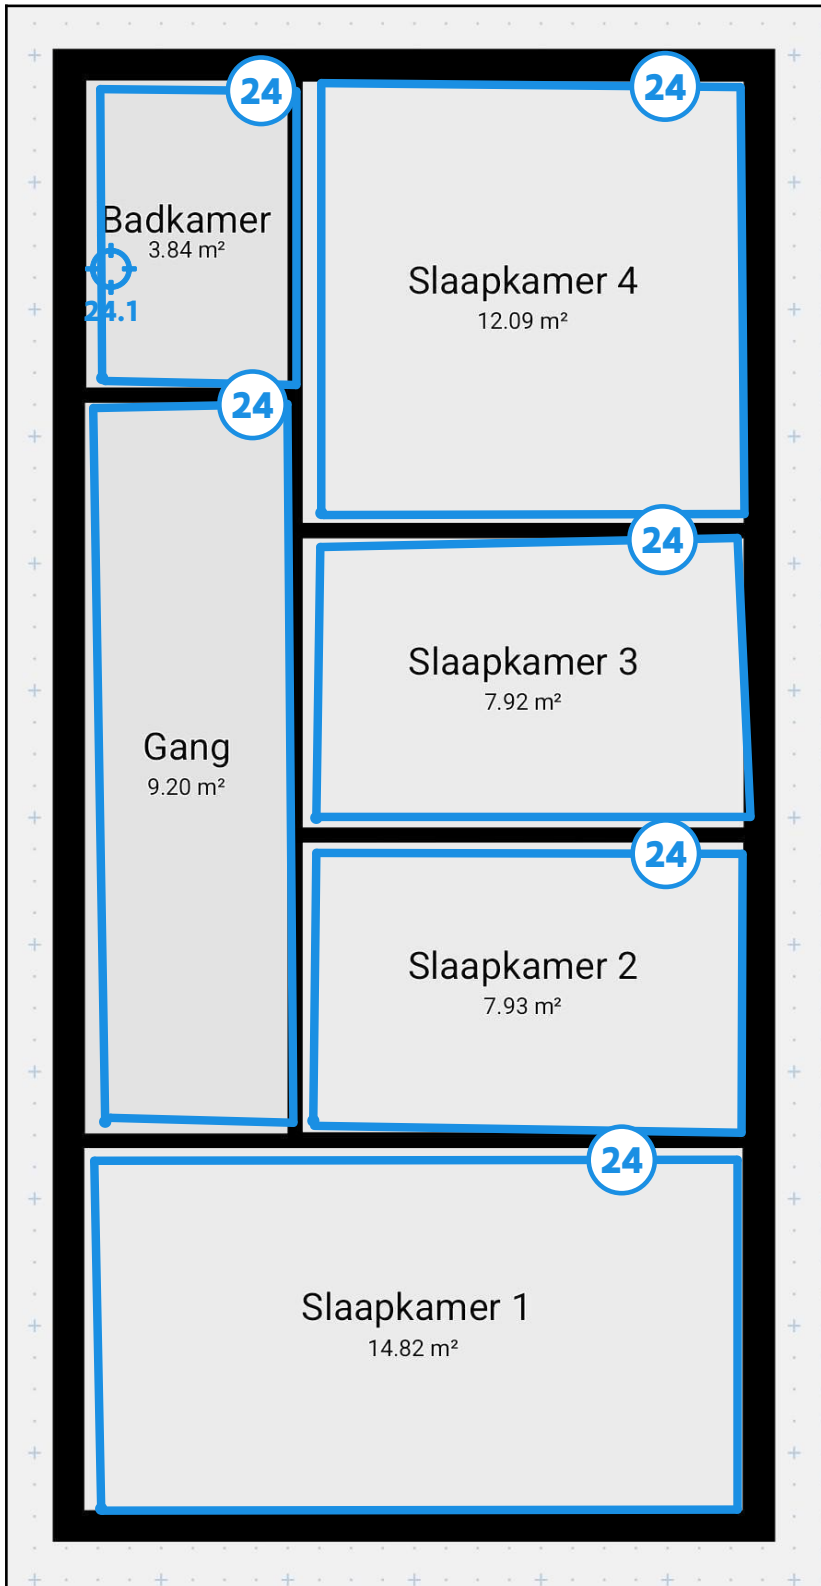 24
24
Badkamer
3.84 m²
24.1
Slaapkamer 4
12.09 m²
24
24
Slaapkamer 3
7.92 m²
Gang
9.20 m²
24
Slaapkamer 2
7.93 m²
24
Slaapkamer 1
14.82 m²